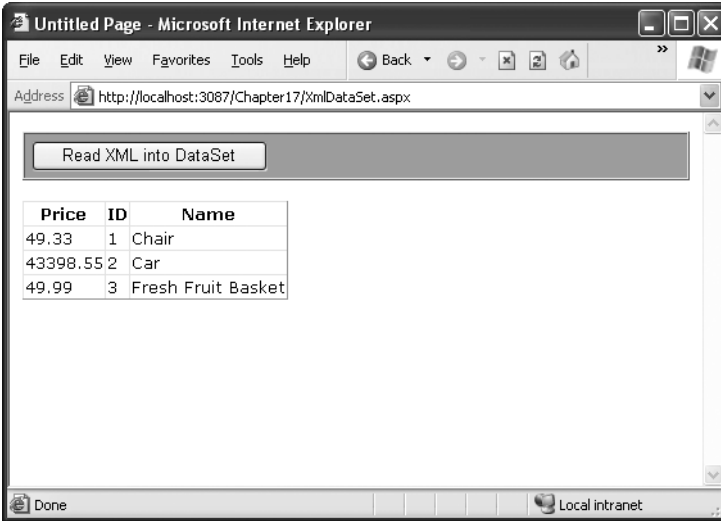 Untitled Page - Microsoft Internet Explorer
File Edit View Favorites Tools Help Back »
Address http://localhost:3087/Chapter17/XmlDataSet.aspx
Read XML into DataSet
Price ID Name
49.33 1 Chair
43398.55 2 Car
49.99 3 Fresh Fruit Basket
Done Local intranet